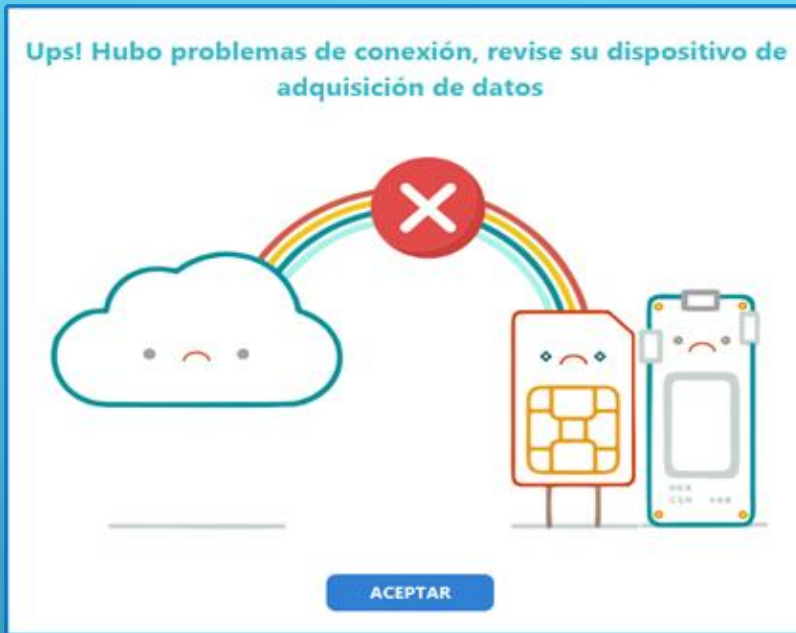 Ups! Hubo problemas de conexión, revise su dispositivo de
adquisición de datos
ACEPTAR